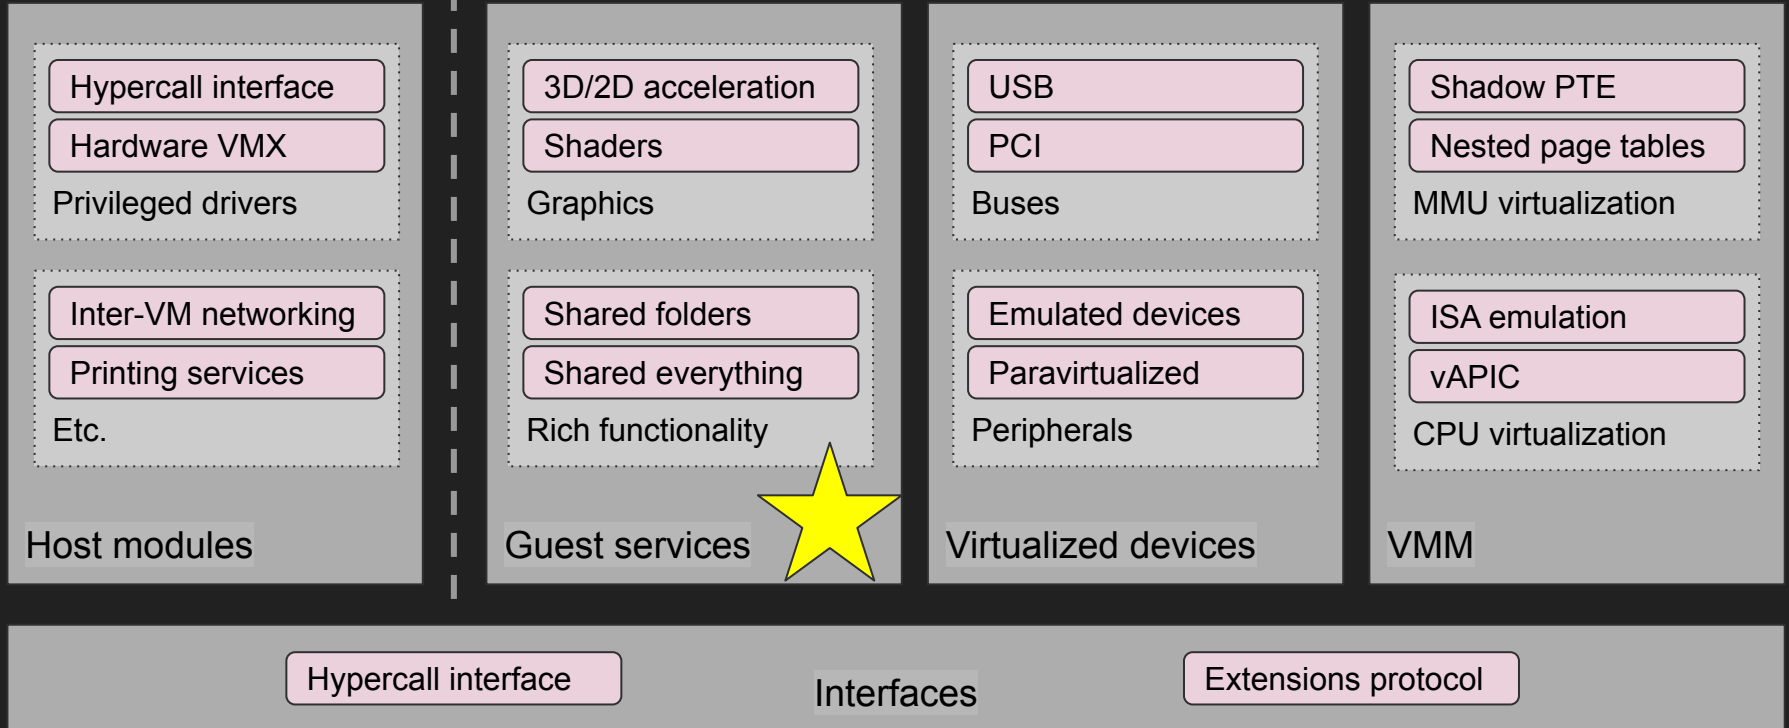 Hypercall interface
Hardware VMX
Privileged drivers
Inter-VM networking
Printing services
Etc.
Host modules
3D/2D acceleration
Shaders
Graphics
Shared folders
Shared everything
Rich functionality
Guest services
USB
PCI
Buses
Emulated devices
Paravirtualized
Peripherals
Virtualized devices
Shadow PTE
Nested page tables
MMU virtualization
ISA emulation
vAPIC
CPU virtualization
VMM
Hypercall interface
Interfaces
Extensions protocol